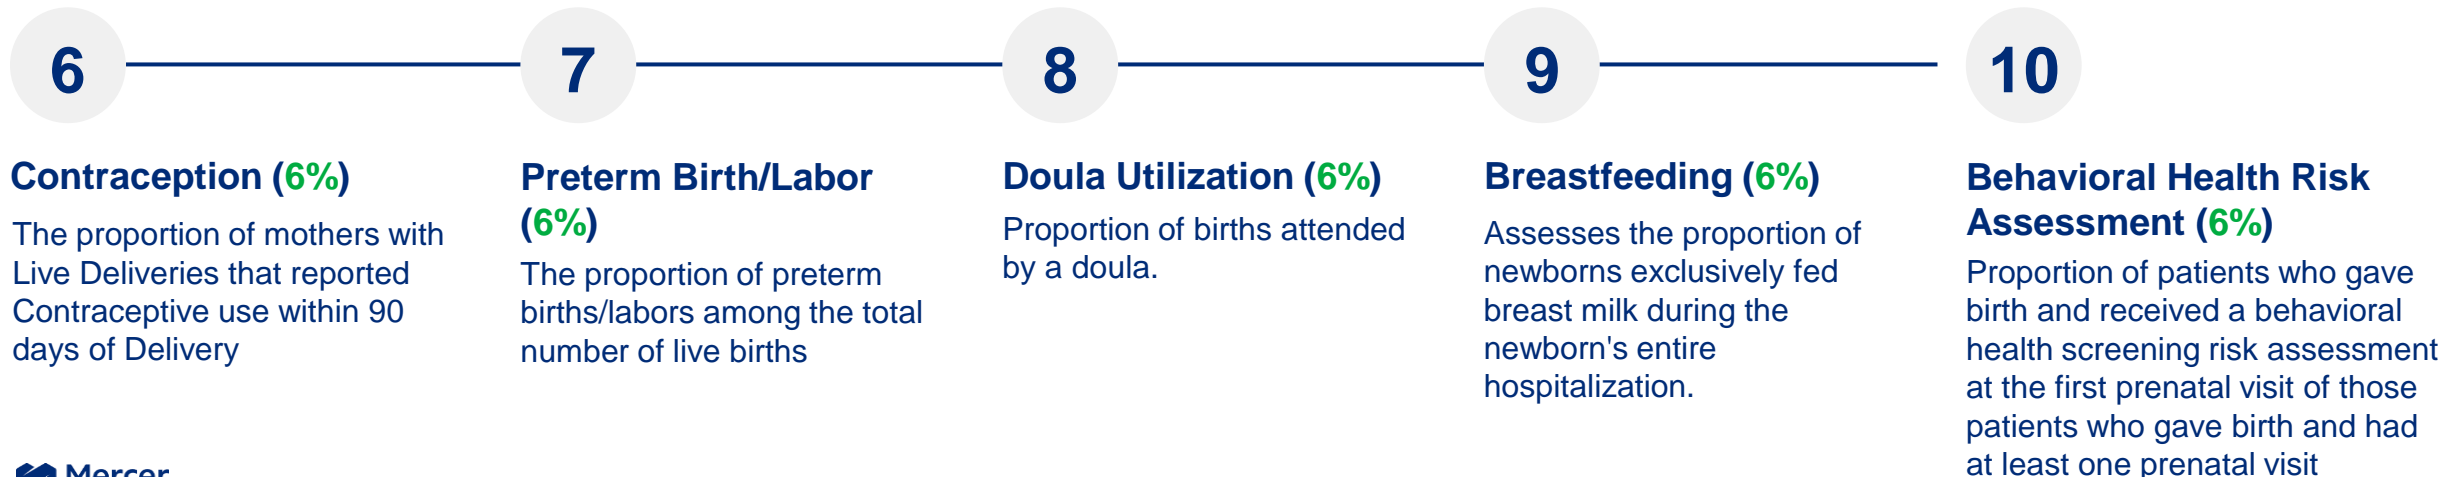 6
7
8
9
10
Contraception (6%)
The proportion of mothers with
Live Deliveries that reported
Contraceptive use within 90
days of Delivery
Preterm Birth/Labor
(6%)
The proportion of preterm
births/labors among the total
number of live births
Doula Utilization (6%)
Proportion of births attended
by a doula.
Breastfeeding (6%)
Assesses the proportion of
newborns exclusively fed
breast milk during the
newborn's entire
hospitalization.
Behavioral Health Risk
Assessment (6%)
Proportion of patients who gave
birth and received a behavioral
health screening risk assessment
at the first prenatal visit of those
patients who gave birth and had
at least one prenatal visit
Mercer